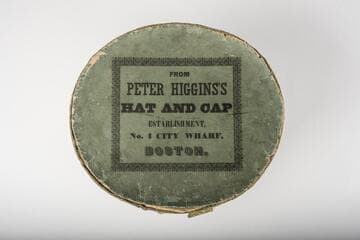 FROM
PETER HIGGINS'S
HAT AND CAP
ESTABLISHMENT,
No. 4 CITY WHARF,
BOSTON.